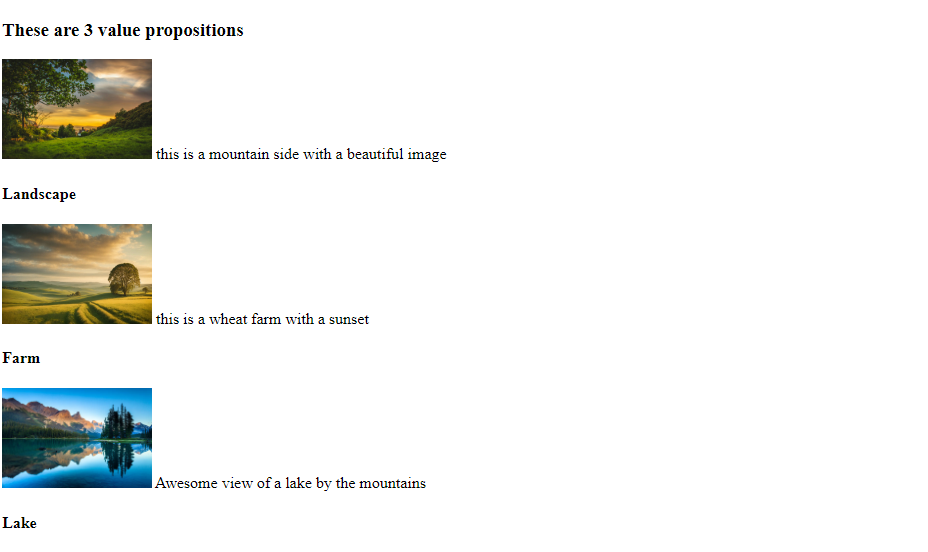 These are 3 value propositions
this is a mountain side with a beautiful image
Landscape
this is a wheat farm with a sunset
Farm
Awesome view of a lake by the mountains
Lake